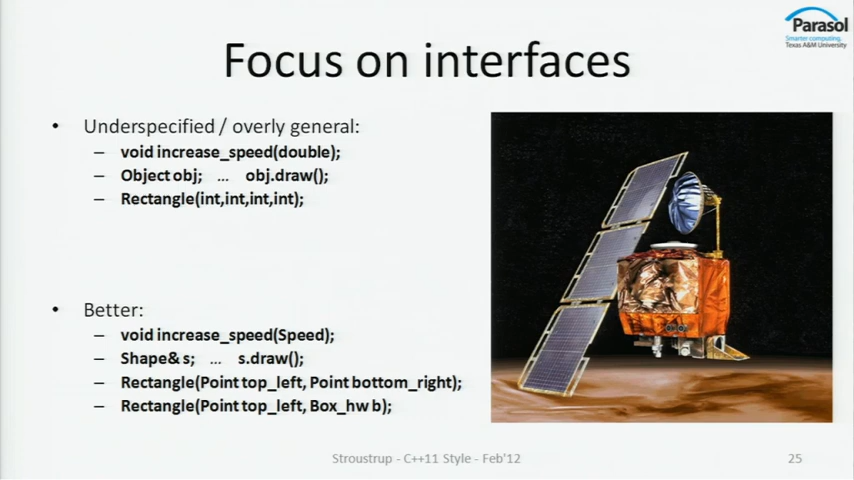 Parasol
Smarter computing.
Texas A&M University
Focus on interfaces
• Underspecified / overly general:
– void increase_speed(double);
– Object obj; … obj.draw();
– Rectangle(int,int,int,int);
• Better:
– void increase_speed(Speed);
– Shape& s; … s.draw();
– Rectangle(Point top_left, Point bottom_right);
– Rectangle(Point top_left, Box_hw b);
Stroustrup - C++11 Style - Feb'12
25